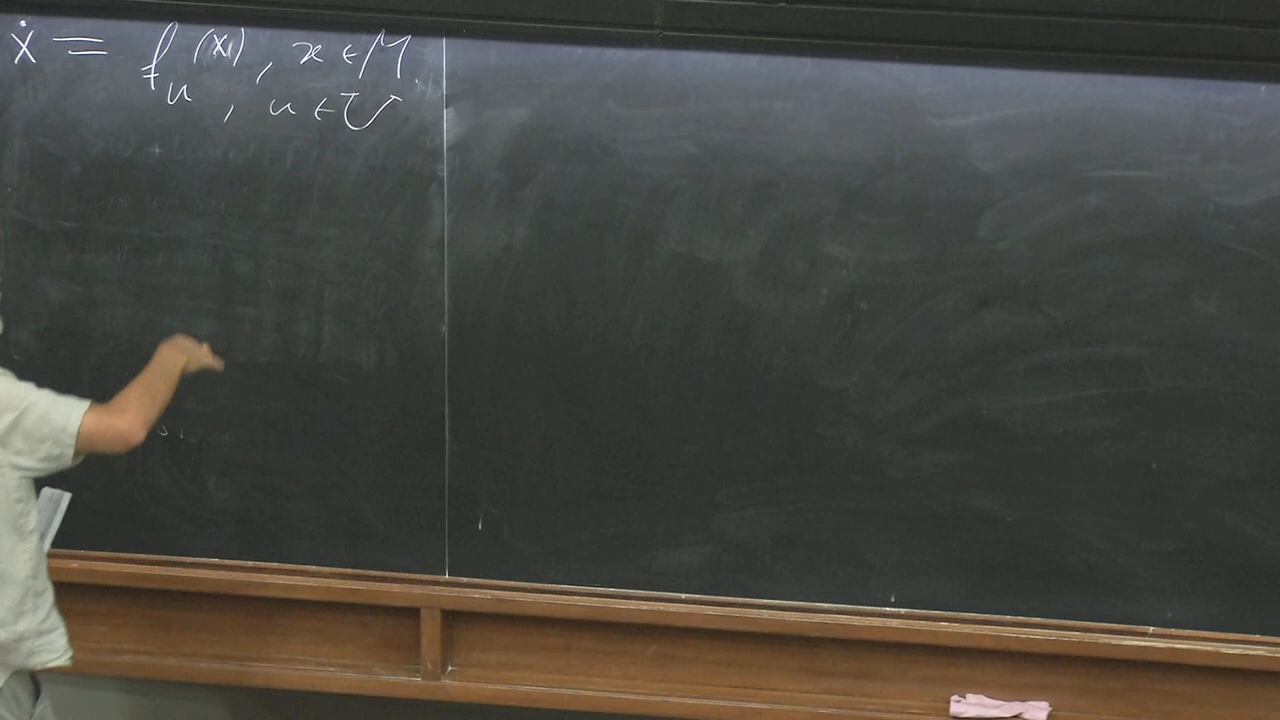 ẋ = f_u(x), x ∈ M
, u ∈ U